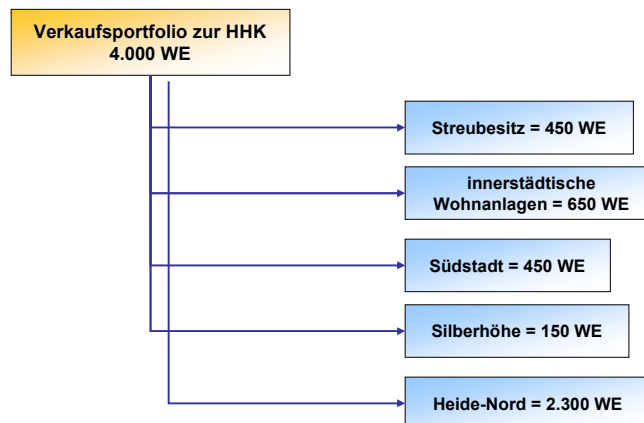 Verkaufsportfolio zur HHK
4.000 WE
Streubesitz = 450 WE
innerstädtische
Wohnanlagen = 650 WE
Südstadt = 450 WE
Silberhöhe = 150 WE
Heide-Nord = 2.300 WE